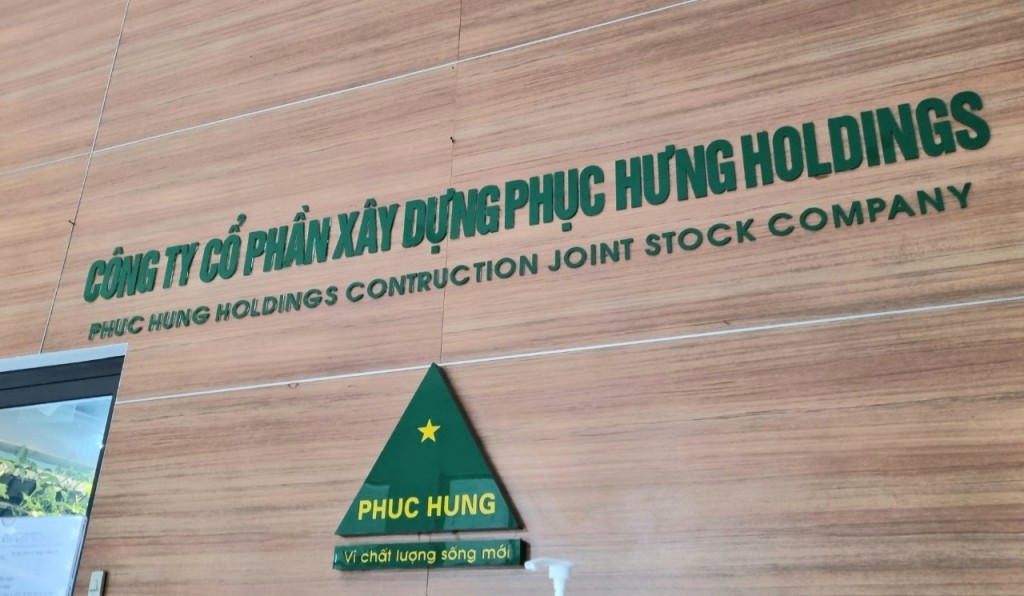 CÔNG TY CỔ PHẦN XÂY DỰNG PHỤC HƯNG HOLDINGS
PHUC HUNG HOLDINGS CONTRUCTION JOINT STOCK COMPANY
PHUC HUNG
Vì chất lượng sống mới